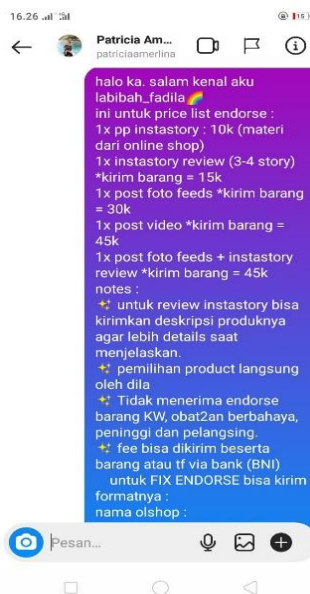 16.26
15
Patricia Am...
patriciaamerlina
halo ka. salam kenal aku
labibah_fadila🌈
ini untuk price list endorse :
1x pp instastory : 10k (materi
dari online shop)
1x instastory review (3-4 story)
*kirim barang = 15k
1x post foto feeds *kirim barang
= 30k
1x post video *kirim barang =
45k
1x post foto feeds + instastory
review *kirim barang = 45k
notes :
✨ untuk review instastory bisa
kirimkan deskripsi produknya
agar lebih details saat
menjelaskan.
✨ pemilihan product langsung
oleh dila
✨ Tidak menerima endorse
barang KW, obat2an berbahaya,
peninggi dan pelangsing.
✨ fee bisa dikirim beserta
barang atau tf via bank (BNI)
untuk FIX ENDORSE bisa kirim
formatnya :
nama olshop :
Pesan...